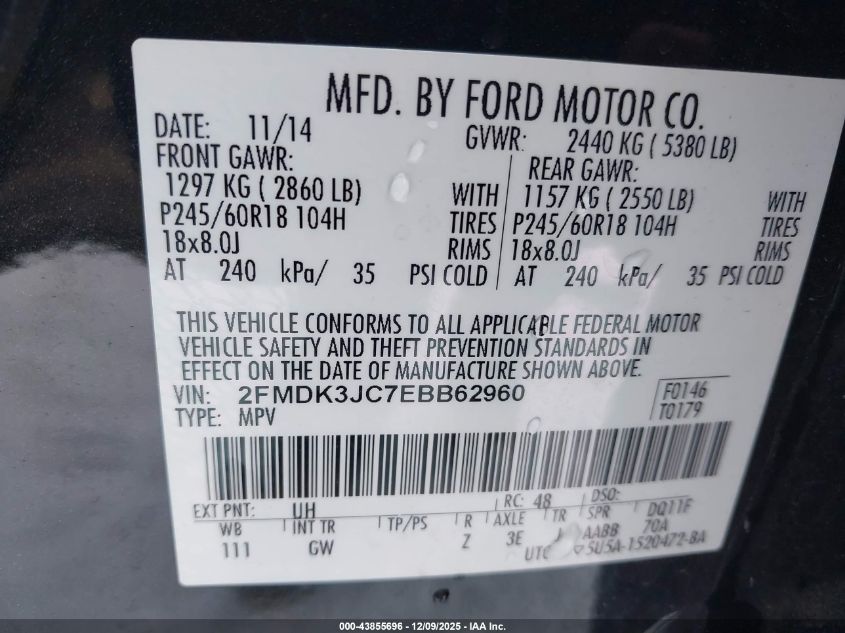 MFD. BY FORD MOTOR CO.
DATE: 11/14 GVWR: 2440 KG ( 5380 LB)
FRONT GAWR: REAR GAWR:
1297 KG ( 2860 LB) WITH 1157 KG ( 2550 LB) WITH
P245/60R18 104H TIRES P245/60R18 104H TIRES
18x8.0J RIMS 18x8.0J RIMS
AT 240 kPa/ 35 PSI COLD AT 240 kPa/ 35 PSI COLD
THIS VEHICLE CONFORMS TO ALL APPLICABLE FEDERAL MOTOR
VEHICLE SAFETY AND THEFT PREVENTION STANDARDS IN
EFFECT ON THE DATE OF MANUFACTURE SHOWN ABOVE.
VIN: 2FMDK3JC7EBB62960 F0146
TYPE: MPV T0179
EXT PNT: UH RC: 48 DSO:
WB INT TR TP/PS R AXLE TR SPR DQ11F
111 GW Z 3E J AABB 70A
UTC 5U5A-1520472-BA
000-43855696 - 12/09/2025 - IAA Inc.